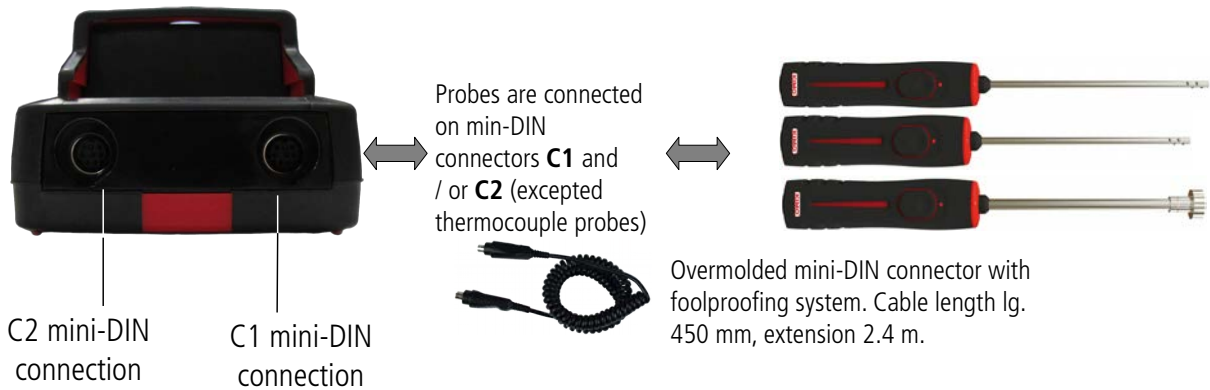 Probes are connected
on min-DIN
connectors C1 and
/ or C2 (excepted
thermocouple probes)
Overmolded mini-DIN connector with
foolproofing system. Cable length lg.
450 mm, extension 2.4 m.
C2 mini-DIN
connection
C1 mini-DIN
connection